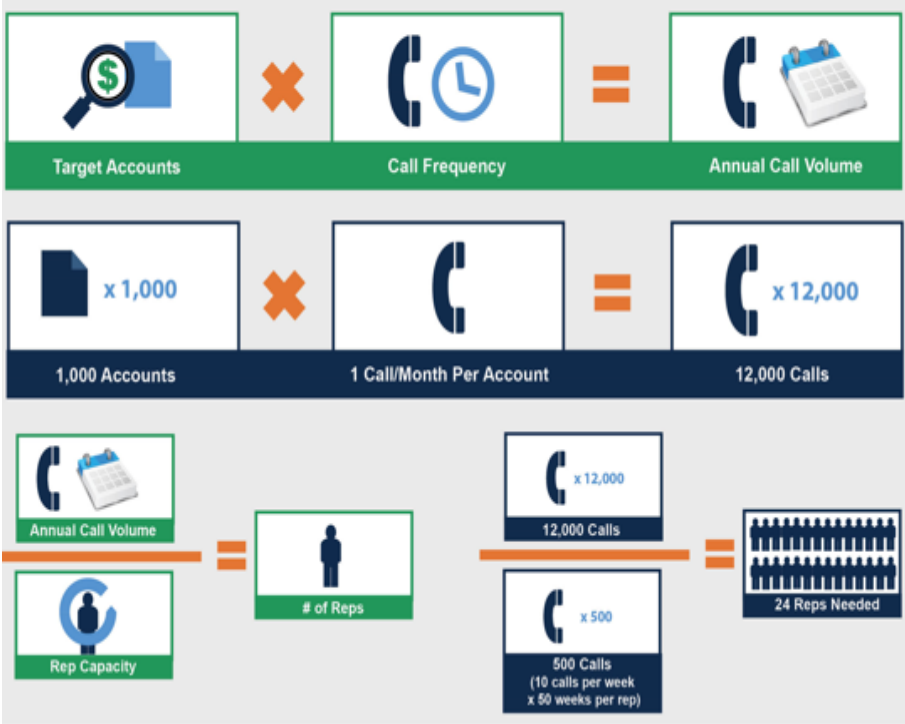 $
Target Accounts
Call Frequency
Annual Call Volume
x 1,000
x 12,000
1,000 Accounts
1 Call/Month Per Account
12,000 Calls
Annual Call Volume
Rep Capacity
# of Reps
x 12,000
12,000 Calls
x 500
500 Calls
(10 calls per week
x 50 weeks per rep)
24 Reps Needed